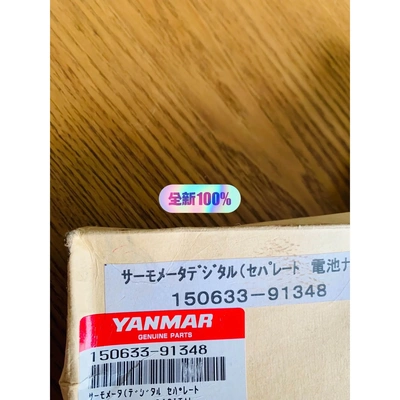 全新100%
サーモメータデジタル(セパレート 電池ナ
150633-91348
YANMAR
GENUINE PARTS
150633-91348
サーモメータ(デジタル セパレート